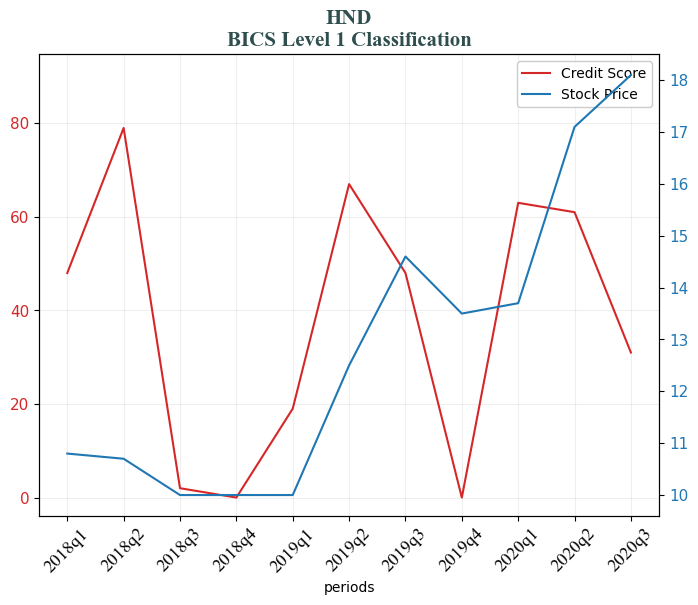 HND
BICS Level 1 Classification
Credit Score
Stock Price
80
60
40
20
0
18
17
16
15
14
13
12
11
10
2018q1 2018q2 2018q3 2018q4 2019q1 2019q2 2019q3 2019q4 2020q1 2020q2 2020q3
periods